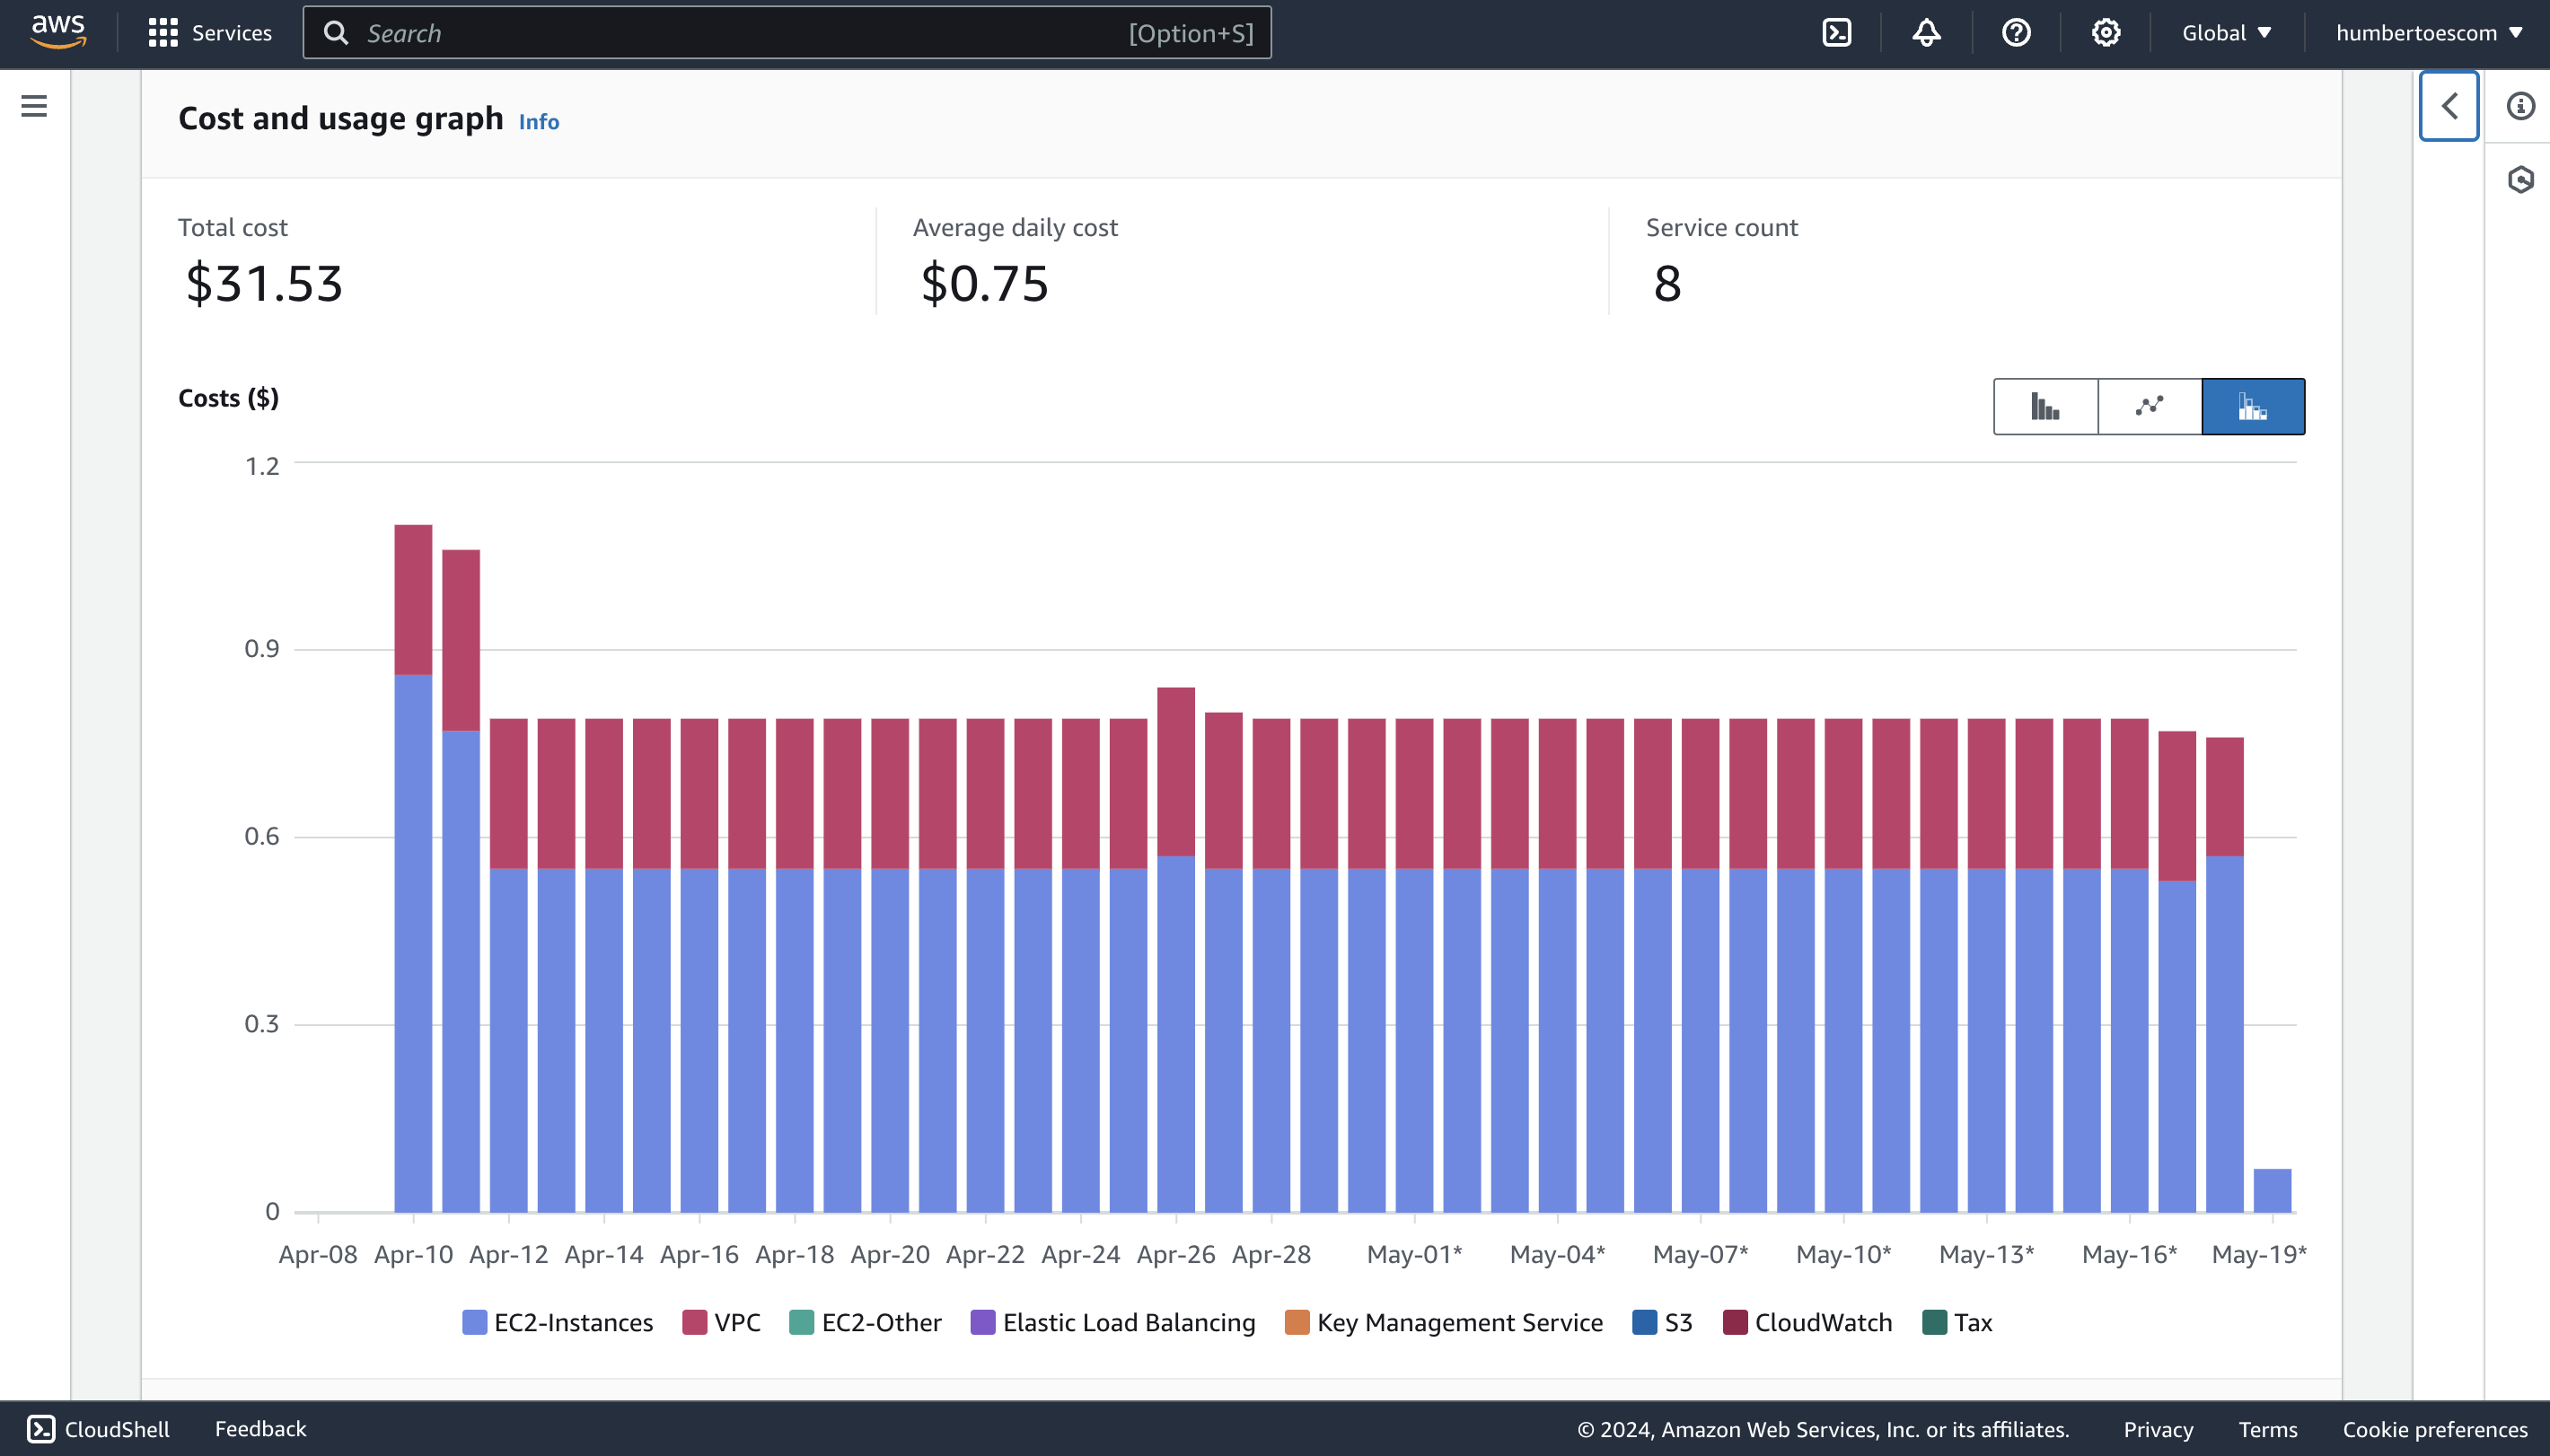 aws Services Search [Option+S] Global humbertoescom
Cost and usage graph Info
Total cost Average daily cost Service count
$31.53 $0.75 8
Costs ($)
1.2
0.9
0.6
0.3
0
Apr-08 Apr-10 Apr-12 Apr-14 Apr-16 Apr-18 Apr-20 Apr-22 Apr-24 Apr-26 Apr-28 May-01* May-04* May-07* May-10* May-13* May-16* May-19*
EC2-Instances VPC EC2-Other Elastic Load Balancing Key Management Service S3 CloudWatch Tax
CloudShell Feedback © 2024, Amazon Web Services, Inc. or its affiliates. Privacy Terms Cookie preferences